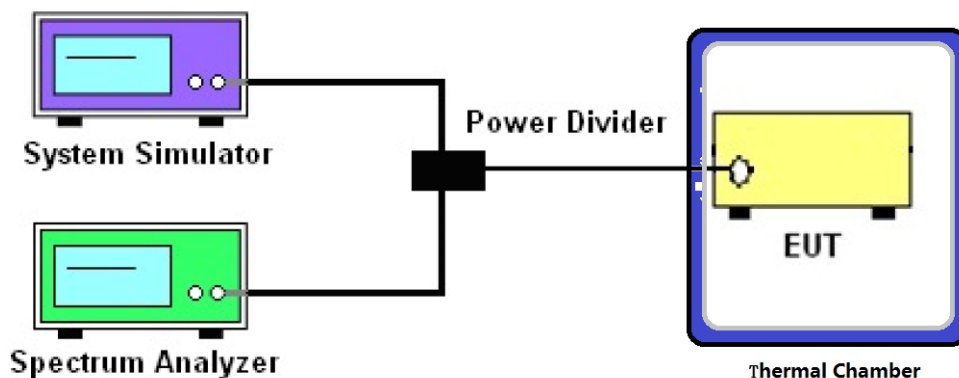 System Simulator
Power Divider
EUT
Spectrum Analyzer
Thermal Chamber